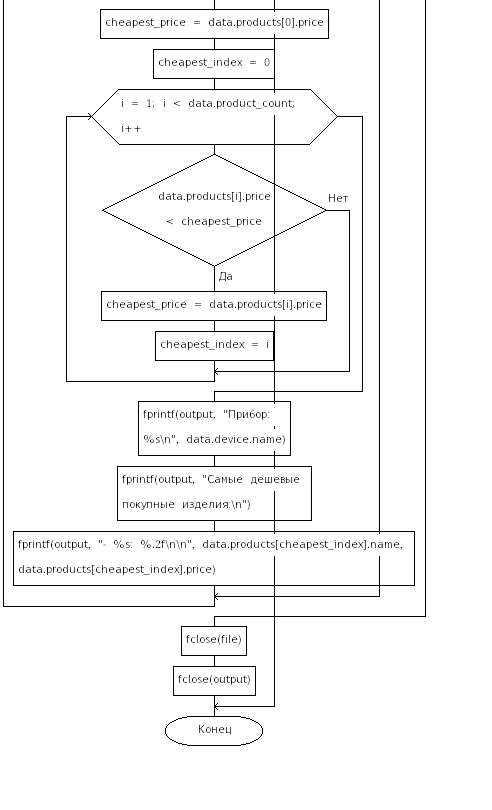 cheapest_price = data.products[0].price
cheapest_index = 0
i = 1; i < data.product_count;
i++
data.products[i].price
< cheapest_price
Нет
Да
cheapest_price = data.products[i].price
cheapest_index = i
fprintf(output, "Прибор:
%s\n", data.device.name)
fprintf(output, "Самые дешевые
покупные изделия:\n")
fprintf(output, "- %s: %.2f\n\n", data.products[cheapest_index].name,
data.products[cheapest_index].price)
fclose(file)
fclose(output)
Конец